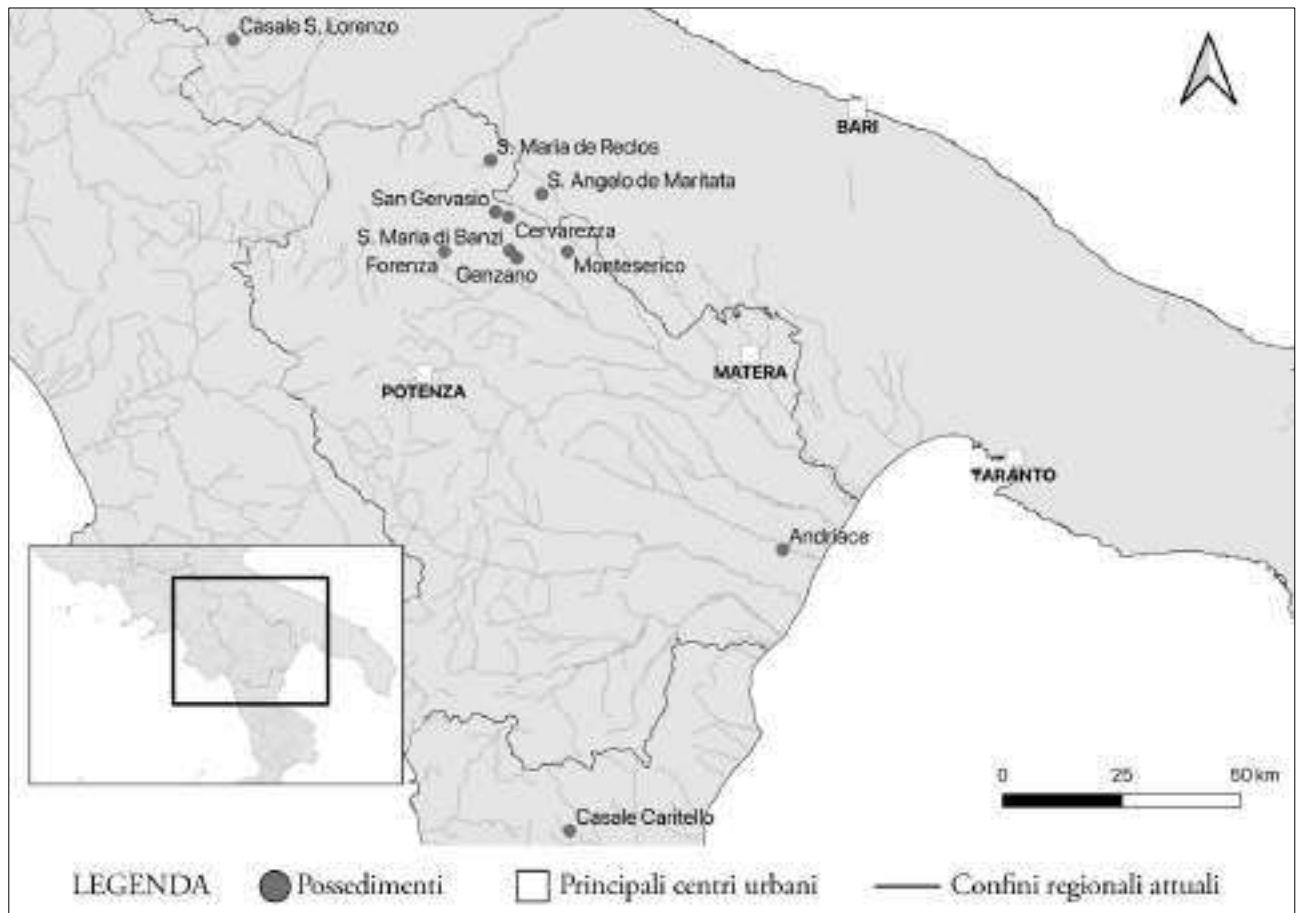 Casale S. Lorenzo
BARI
S. Maria de Reclos
S. Angelo de Maritata
San Gervasio
Cervarezza
S. Maria di Banzi
Forenza
Genzano
Monteserico
MATERA
POTENZA
TARANTO
Andriace
0 25 50 km
Casale Caritello
LEGENDA Possedimenti Principali centri urbani Confini regionali attuali